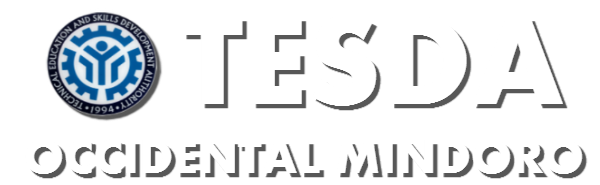 TECHNICAL EDUCATION AND SKILLS DEVELOPMENT AUTHORITY
•1994•
TESDA
OCCIDENTAL MINDORO